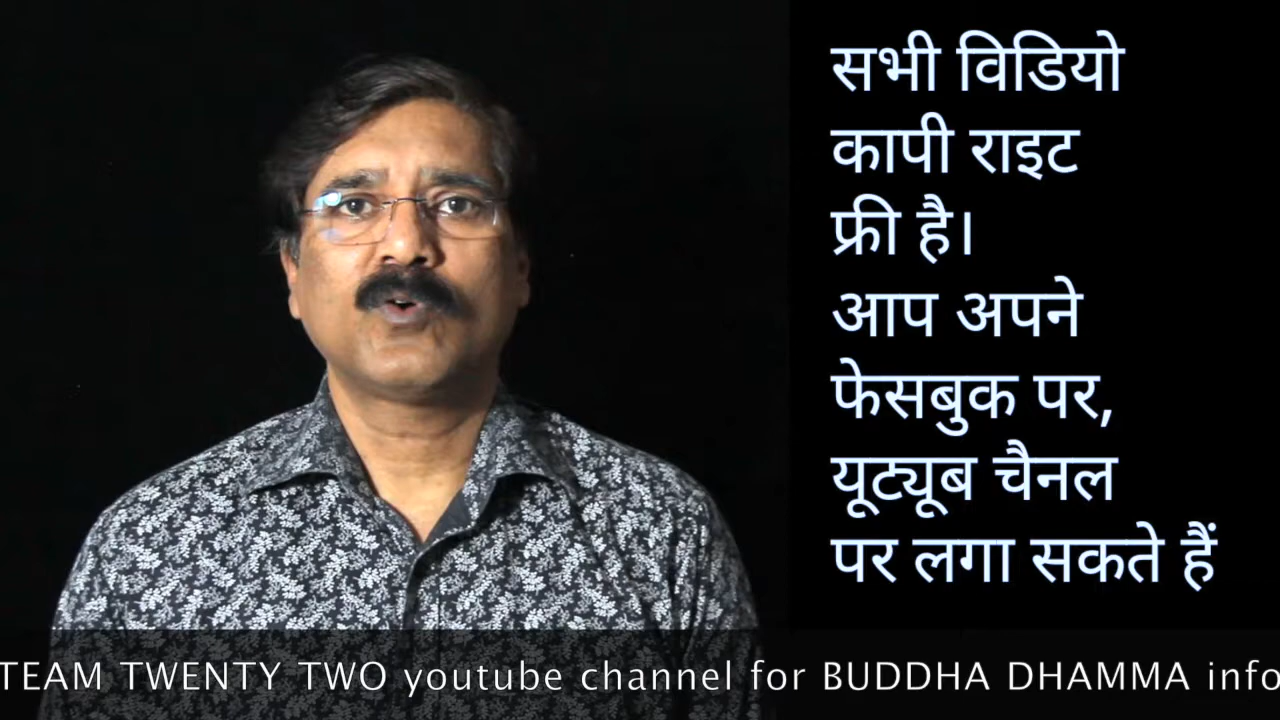 सभी विडियो
कापी राइट
फ्री है।
आप अपने
फेसबुक पर,
यूट्यूब चैनल
पर लगा सकते हैं
TEAM TWENTY TWO youtube channel for BUDDHA DHAMMA info